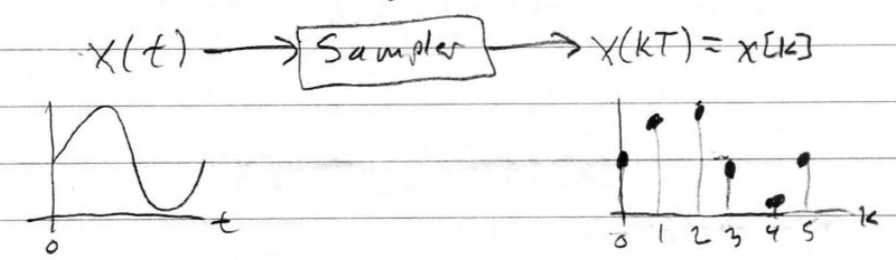 x(t) → Sampler → x(kT) = x[k]
0 t 0 1 2 3 4 5 k